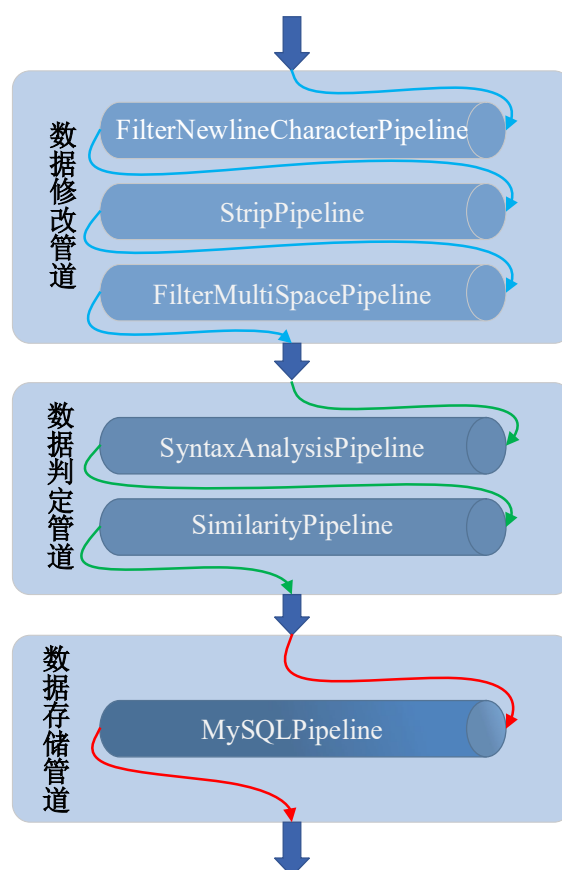 数据修改管道
FilterNewlineCharacterPipeline
StripPipeline
FilterMultiSpacePipeline
数据判定管道
SyntaxAnalysisPipeline
SimilarityPipeline
数据存储管道
MySQLPipeline